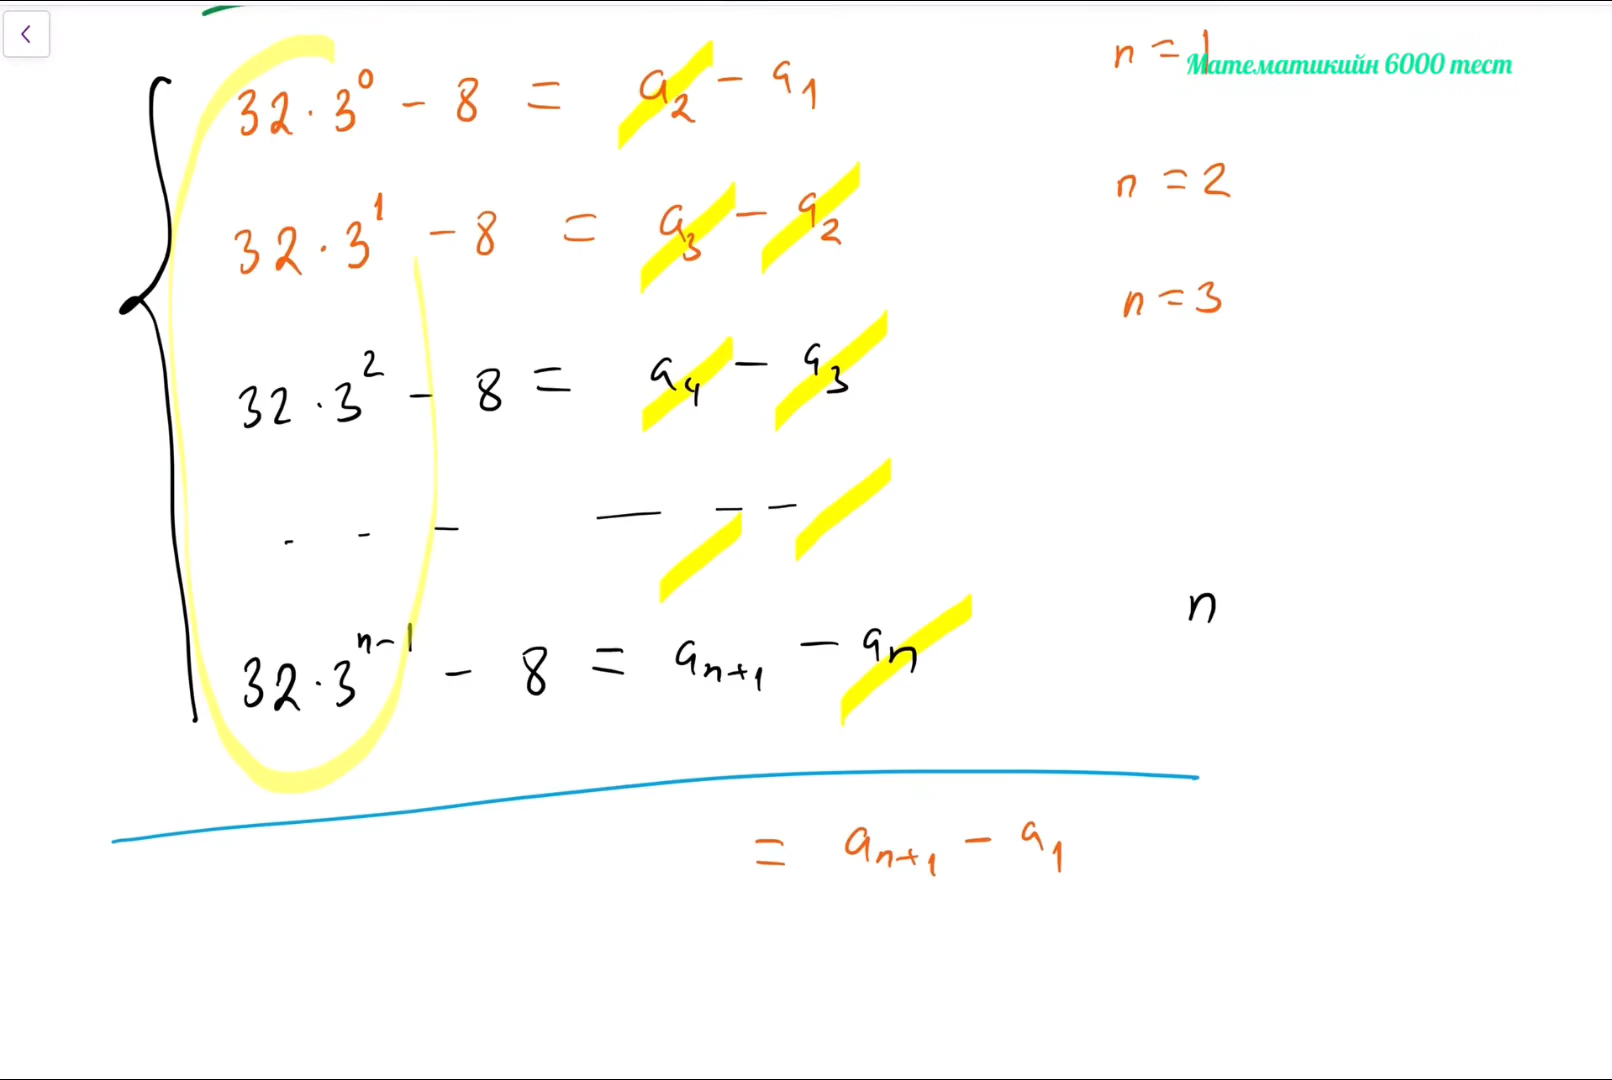 32 · 3⁰ - 8 = a₂ - a₁ n = 1
Математикийн 6000 тест
32 · 3¹ - 8 = a₃ - a₂ n = 2
n = 3
32 · 3² - 8 = a₄ - a₃
. - - — - -
n
32 · 3ⁿ⁻¹ - 8 = aₙ₊₁ - aₙ
= aₙ₊₁ - a₁